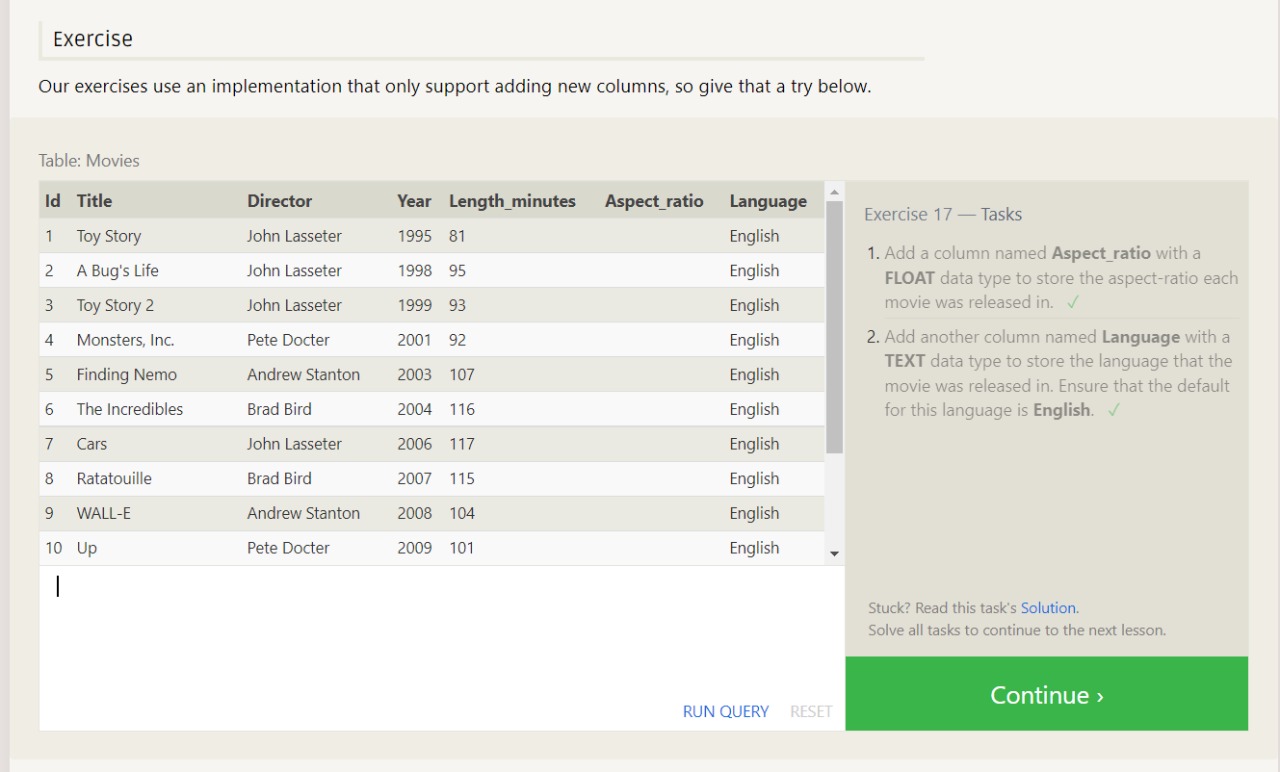 Exercise
Our exercises use an implementation that only support adding new columns, so give that a try below.
Table: Movies
Id Title Director Year Length_minutes Aspect_ratio Language
1 Toy Story John Lasseter 1995 81 English
2 A Bug's Life John Lasseter 1998 95 English
3 Toy Story 2 John Lasseter 1999 93 English
4 Monsters, Inc. Pete Docter 2001 92 English
5 Finding Nemo Andrew Stanton 2003 107 English
6 The Incredibles Brad Bird 2004 116 English
7 Cars John Lasseter 2006 117 English
8 Ratatouille Brad Bird 2007 115 English
9 WALL-E Andrew Stanton 2008 104 English
10 Up Pete Docter 2009 101 English
RUN QUERY RESET
Exercise 17 — Tasks
1. Add a column named Aspect_ratio with a
FLOAT data type to store the aspect-ratio each
movie was released in. ✓
2. Add another column named Language with a
TEXT data type to store the language that the
movie was released in. Ensure that the default
for this language is English. ✓
Stuck? Read this task's Solution.
Solve all tasks to continue to the next lesson.
Continue ›